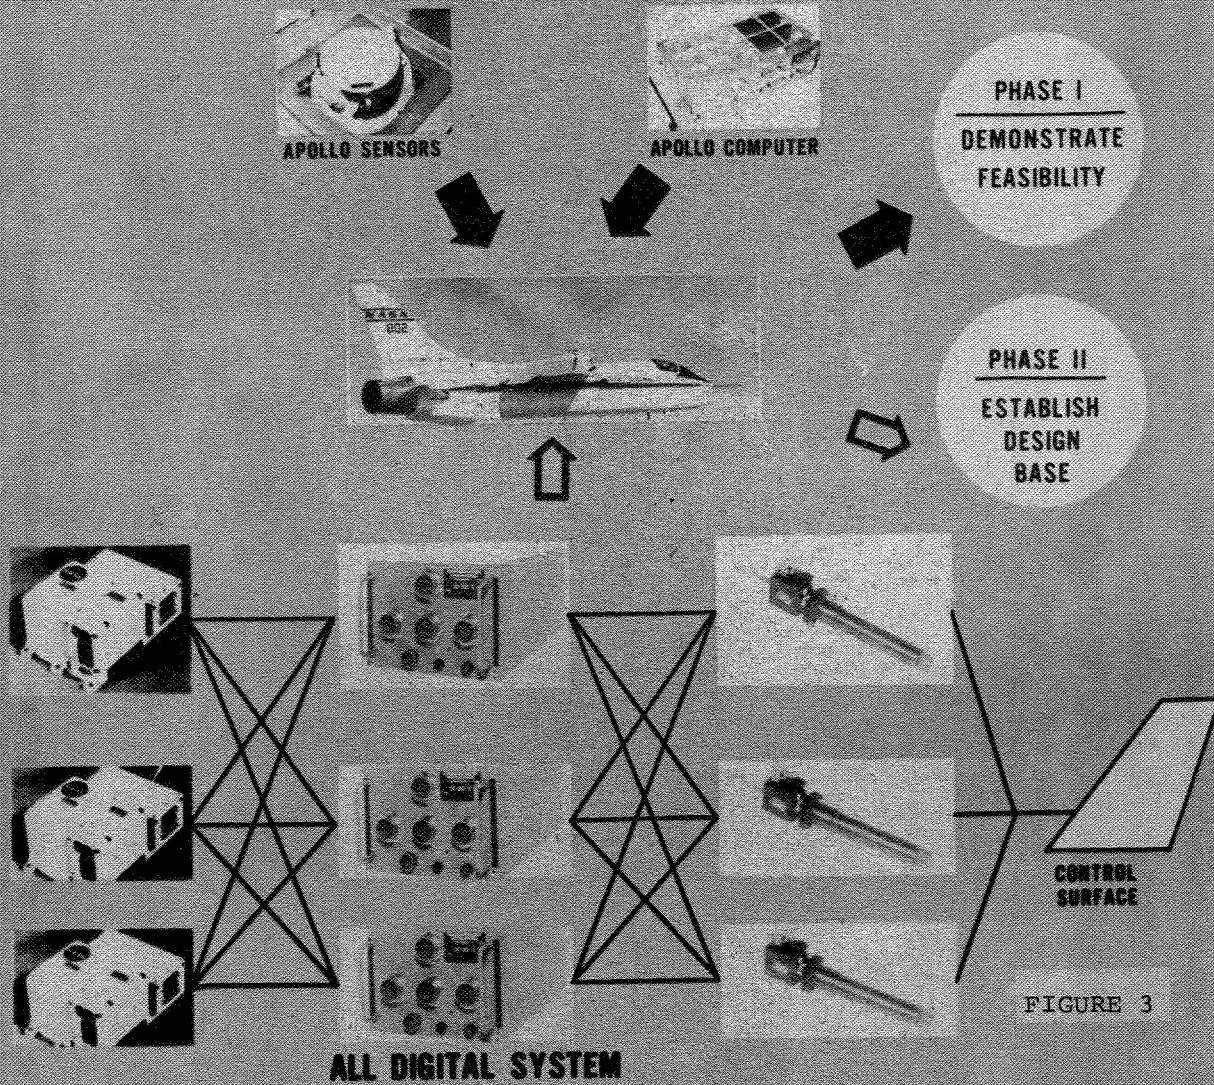 APOLLO SENSORS
APOLLO COMPUTER
PHASE I
DEMONSTRATE
FEASIBILITY
NASA
802
PHASE II
ESTABLISH
DESIGN
BASE
CONTROL
SURFACE
FIGURE 3
ALL DIGITAL SYSTEM